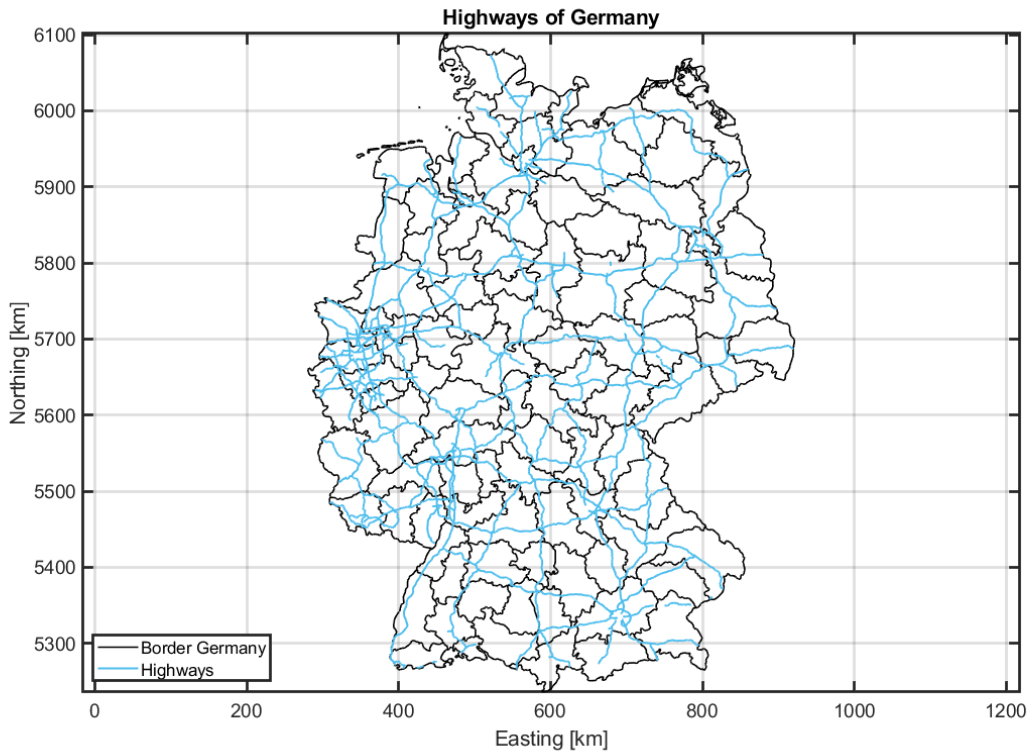 Highways of Germany
6100
6000
5900
5800
5700
5600
5500
5400
5300
Northing [km]
Border Germany
Highways
0 200 400 600 800 1000 1200
Easting [km]